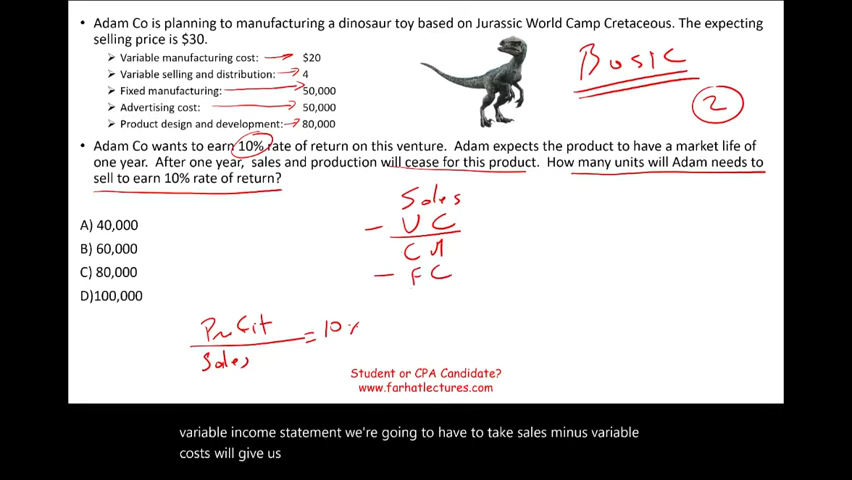 • Adam Co is planning to manufacturing a dinosaur toy based on Jurassic World Camp Cretaceous. The expecting
selling price is $30.
➢ Variable manufacturing cost: $20
➢ Variable selling and distribution: 4
➢ Fixed manufacturing: 50,000
➢ Advertising cost: 50,000
➢ Product design and development: 80,000
Basic
2
• Adam Co wants to earn 10% rate of return on this venture. Adam expects the product to have a market life of
one year. After one year, sales and production will cease for this product. How many units will Adam needs to
sell to earn 10% rate of return?
Sales
- VC
CM
- FC
A) 40,000
B) 60,000
C) 80,000
D)100,000
Profit
Sales
= 10%
Student or CPA Candidate?
www.farhatlectures.com
variable income statement we're going to have to take sales minus variable
costs will give us